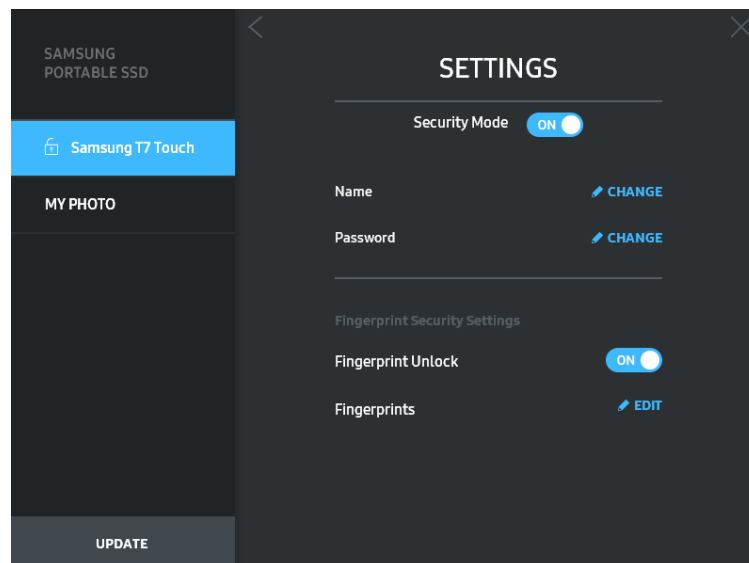 SAMSUNG
PORTABLE SSD
Samsung T7 Touch
MY PHOTO
UPDATE
SETTINGS
Security Mode ON
Name CHANGE
Password CHANGE
Fingerprint Security Settings
Fingerprint Unlock ON
Fingerprints EDIT